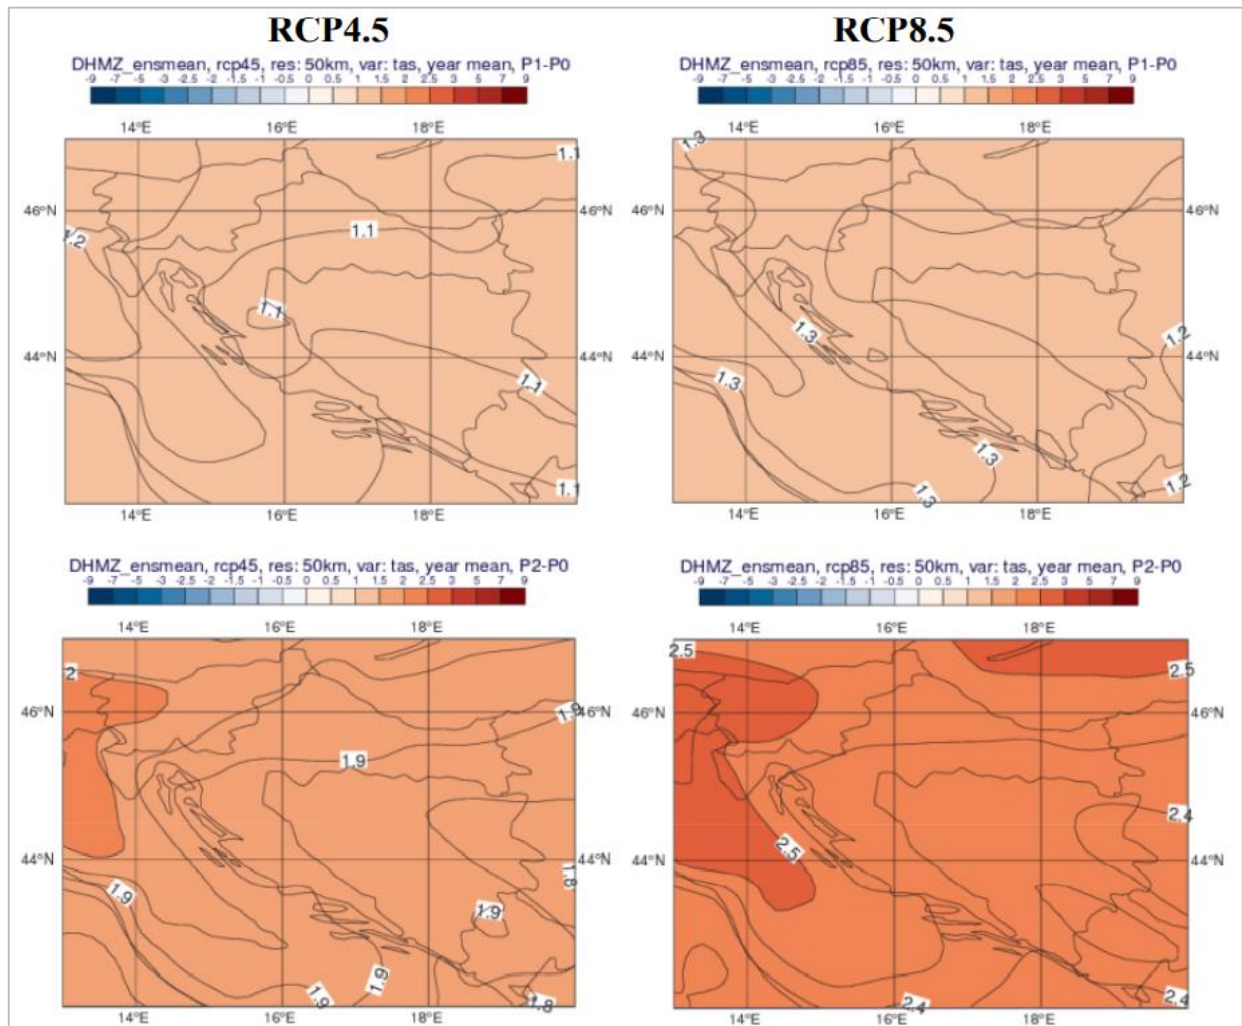 RCP4.5
RCP8.5
DHMZ_ensmean, rcp45, res: 50km, var: tas, year mean, P1-P0
-9 -7 -5 -3 -2.5 -2 -1.5 -1 -0.5 0 0.5 1 1.5 2 2.5 3 5 7 9
14°E 16°E 18°E
1.1
46°N 46°N
1.2
1.1
1.1
44°N 44°N
1.1
1.1
14°E 16°E 18°E
DHMZ_ensmean, rcp85, res: 50km, var: tas, year mean, P1-P0
-9 -7 -5 -3 -2.5 -2 -1.5 -1 -0.5 0 0.5 1 1.5 2 2.5 3 5 7 9
14°E 16°E 18°E
1.3
46°N 46°N
1.3
1.2
44°N 44°N
1.3
1.3
1.2
1.3
14°E 16°E 18°E
DHMZ_ensmean, rcp45, res: 50km, var: tas, year mean, P2-P0
-9 -7 -5 -3 -2.5 -2 -1.5 -1 -0.5 0 0.5 1 1.5 2 2.5 3 5 7 9
14°E 16°E 18°E
2
46°N 1.9 46°N
1.9
44°N 44°N
1.8
1.9
1.9
1.9
1.9
1.8
14°E 16°E 18°E
DHMZ_ensmean, rcp85, res: 50km, var: tas, year mean, P2-P0
-9 -7 -5 -3 -2.5 -2 -1.5 -1 -0.5 0 0.5 1 1.5 2 2.5 3 5 7 9
14°E 16°E 18°E
2.5
2.5
46°N 46°N
2.4
2.5
44°N 44°N
2.4
2.4
14°E 16°E 18°E